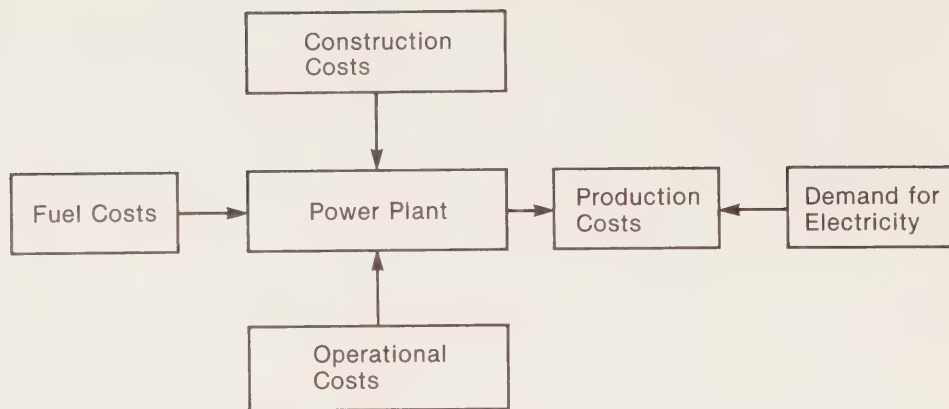 Construction
Costs
Fuel Costs
Power Plant
Production
Costs
Demand for
Electricity
Operational
Costs